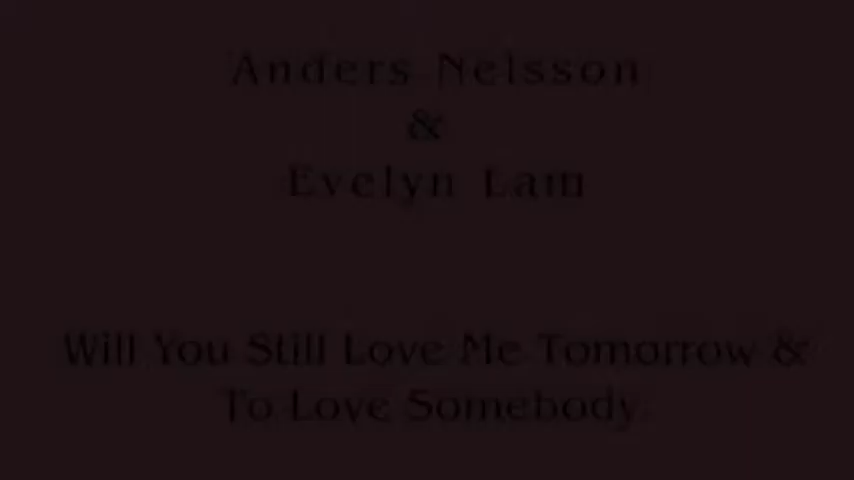 Anders Nelsson
&
Evelyn Lam
Will You Still Love Me Tomorrow &
To Love Somebody